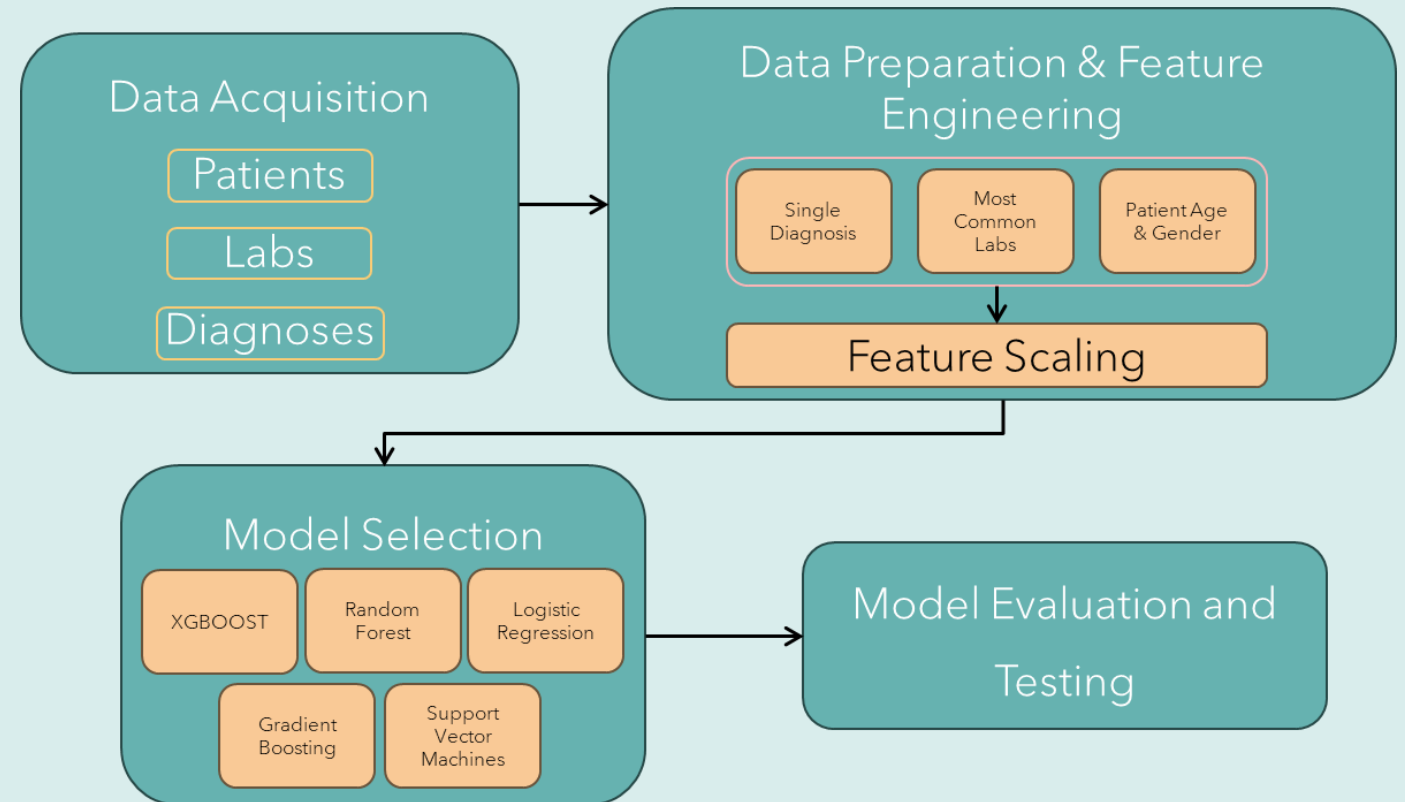 Data Acquisition
Patients
Labs
Diagnoses
Data Preparation & Feature
Engineering
Single
Diagnosis
Most
Common
Labs
Patient Age
& Gender
Feature Scaling
Model Selection
XGBOOST
Random
Forest
Logistic
Regression
Gradient
Boosting
Support
Vector
Machines
Model Evaluation and
Testing